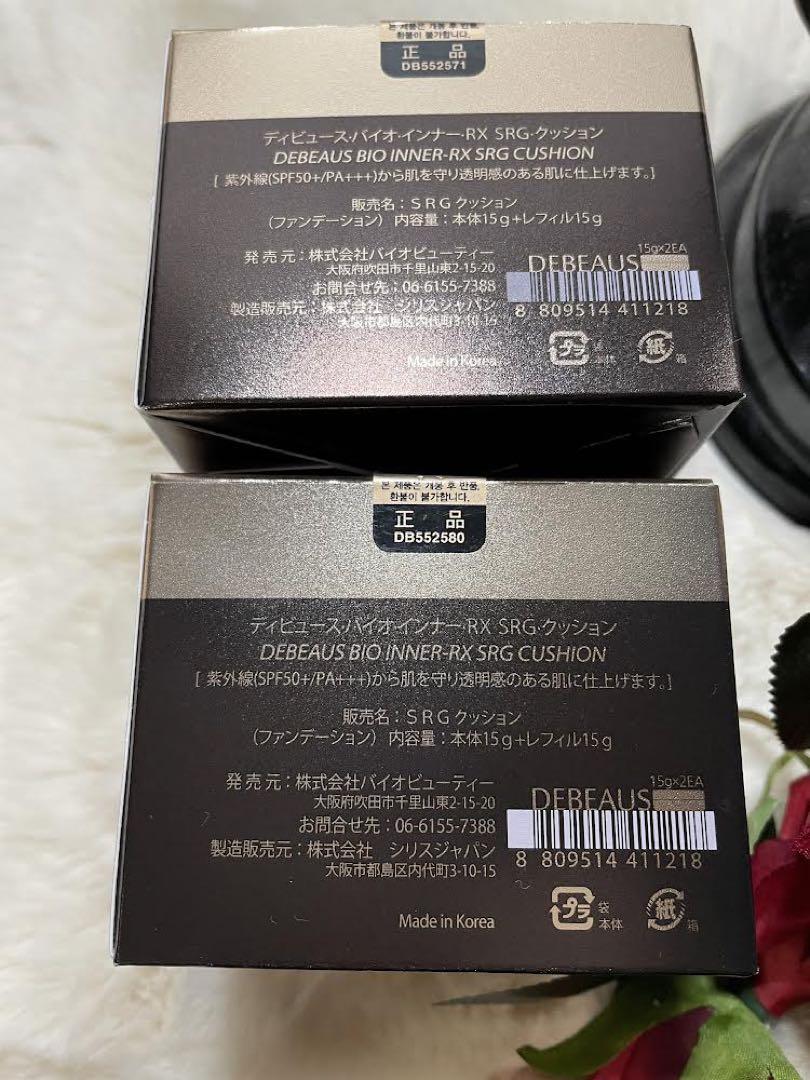 본 제품은 개봉 후 반품,
환불이 불가합니다.
正 品
DB552571
ディビュース・バイオ・インナー・RX SRG・クッション
DEBEAUS BIO INNER-RX SRG CUSHION
[ 紫外線(SPF50+/PA+++)から肌を守り透明感のある肌に仕上げます。]
販売名：ＳＲＧクッション
(ファンデーション) 内容量：本体15g+レフィル15g
発 売 元：株式会社バイオビューティー
大阪府吹田市千里山東2-15-20
お問合せ先：06-6155-7388
製造販売元：株式会社 シリスジャパン
大阪市都島区内代町3-10-15
Made in Korea
15g×2EA
DEBEAUS
8 809514 411218
プラ
本体
紙
箱
본 제품은 개봉 후 반품,
환불이 불가합니다.
正 品
DB552580
ディビュース・バイオ・インナー・RX SRG・クッション
DEBEAUS BIO INNER-RX SRG CUSHION
[ 紫外線(SPF50+/PA+++)から肌を守り透明感のある肌に仕上げます。]
販売名：ＳＲＧクッション
(ファンデーション) 内容量：本体15g+レフィル15g
発 売 元：株式会社バイオビューティー
大阪府吹田市千里山東2-15-20
お問合せ先：06-6155-7388
製造販売元：株式会社 シリスジャパン
大阪市都島区内代町3-10-15
Made in Korea
15g×2EA
DEBEAUS
8 809514 411218
プラ
袋
本体
紙
箱